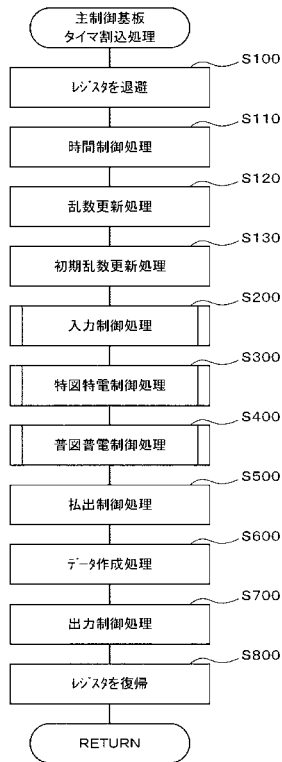 主制御基板
タイマ割込処理
S100
レジスタを退避
S110
時間制御処理
S120
乱数更新処理
S130
初期乱数更新処理
S200
入力制御処理
S300
特図特電制御処理
S400
普図普電制御処理
S500
払出制御処理
S600
データ作成処理
S700
出力制御処理
S800
レジスタを復帰
RETURN